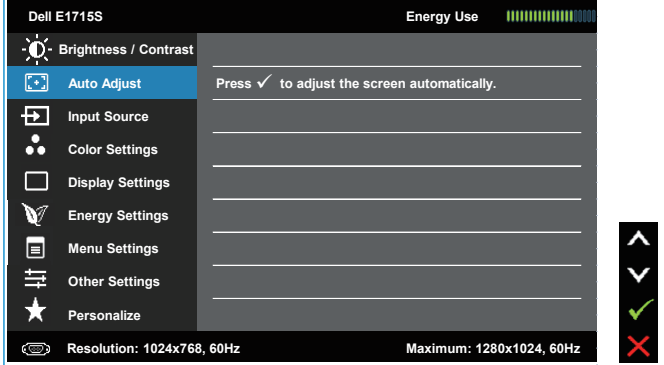 Dell E1715S Energy Use
Brightness / Contrast
Auto Adjust Press ✓ to adjust the screen automatically.
Input Source
Color Settings
Display Settings
Energy Settings
Menu Settings
Other Settings
Personalize
Resolution: 1024x768, 60Hz Maximum: 1280x1024, 60Hz